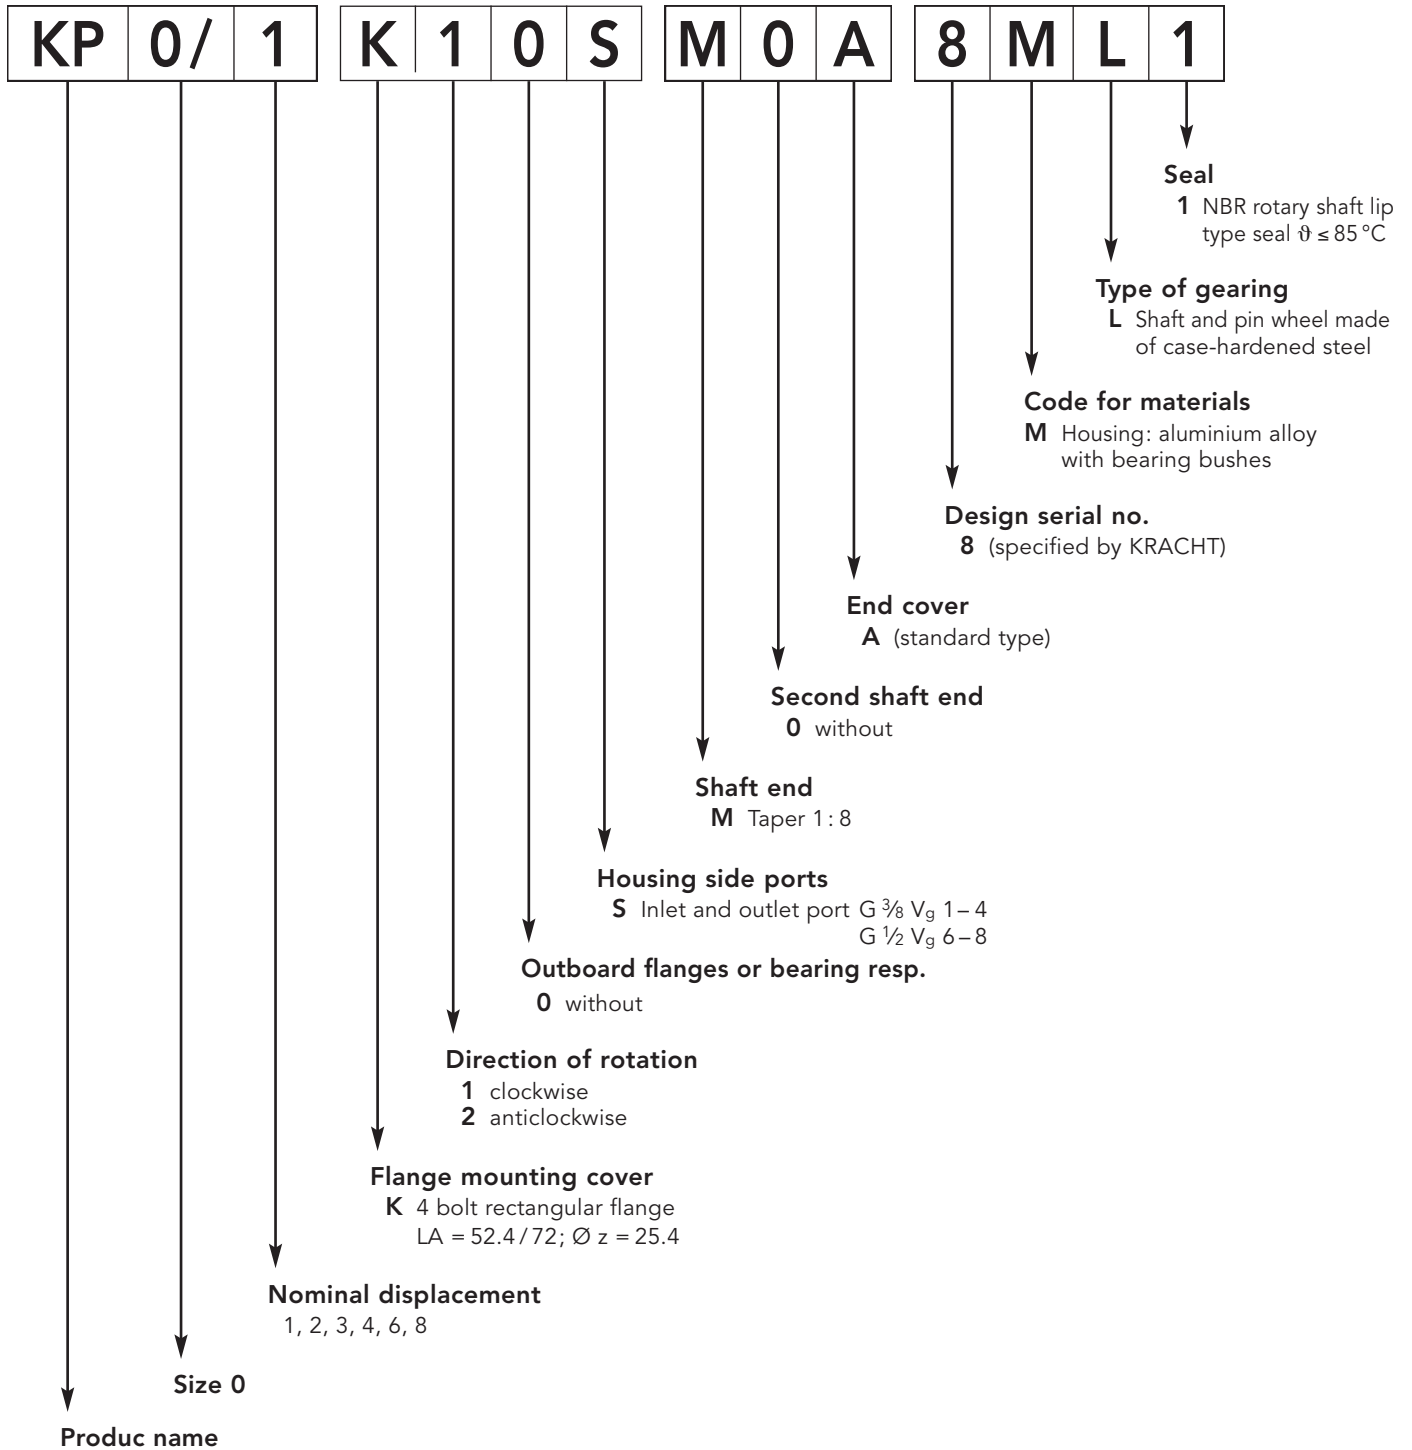 KP 0/ 1 K 1 0 S M 0 A 8 M L 1
Seal
1 NBR rotary shaft lip
type seal ϑ ≤ 85 °C
Type of gearing
L Shaft and pin wheel made
of case-hardened steel
Code for materials
M Housing: aluminium alloy
with bearing bushes
Design serial no.
8 (specified by KRACHT)
End cover
A (standard type)
Second shaft end
0 without
Shaft end
M Taper 1 : 8
Housing side ports
S Inlet and outlet port G 3/8 Vg 1 – 4
G 1/2 Vg 6 – 8
Outboard flanges or bearing resp.
0 without
Direction of rotation
1 clockwise
2 anticlockwise
Flange mounting cover
K 4 bolt rectangular flange
LA = 52.4 / 72; Ø z = 25.4
Nominal displacement
1, 2, 3, 4, 6, 8
Size 0
Produc name